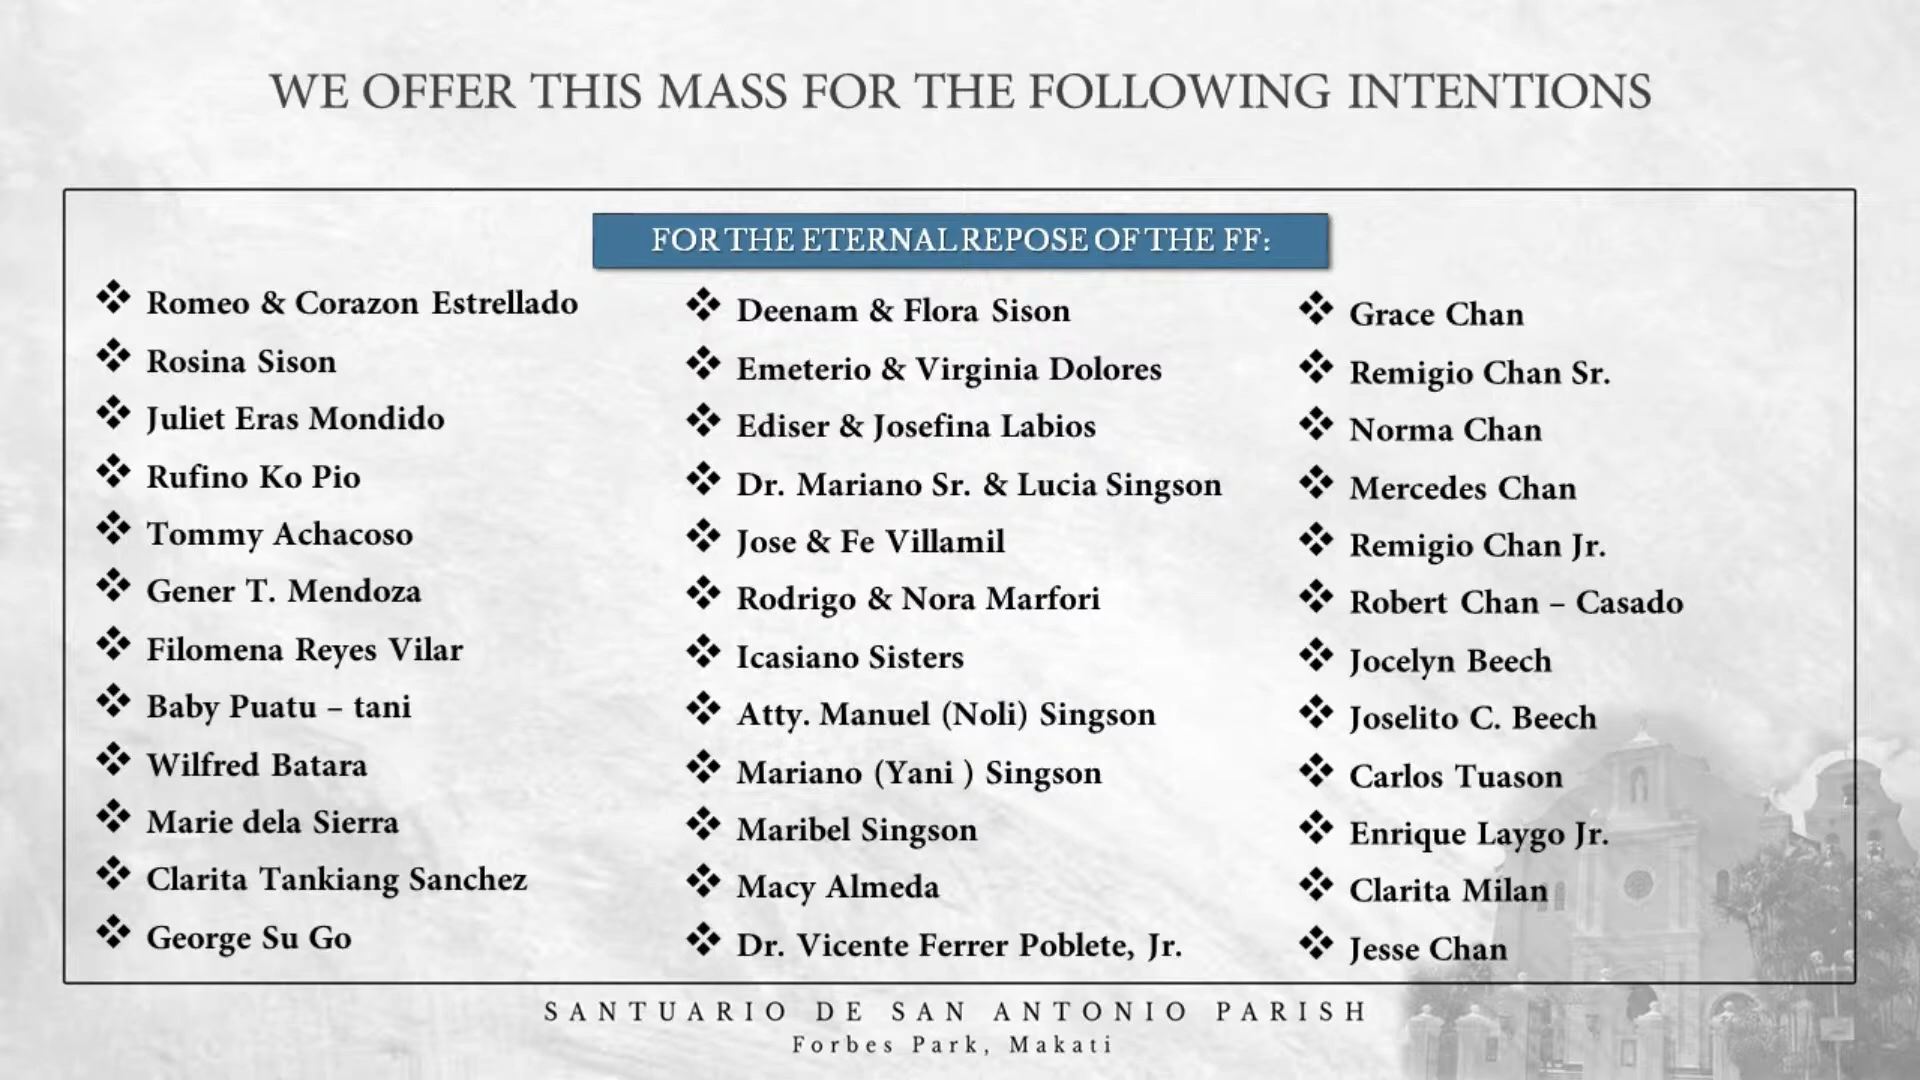 WE OFFER THIS MASS FOR THE FOLLOWING INTENTIONS
FOR THE ETERNAL REPOSE OF THE FF:
❖ Romeo & Corazon Estrellado
❖ Rosina Sison
❖ Juliet Eras Mondido
❖ Rufino Ko Pio
❖ Tommy Achacoso
❖ Gener T. Mendoza
❖ Filomena Reyes Vilar
❖ Baby Puatu – tani
❖ Wilfred Batara
❖ Marie dela Sierra
❖ Clarita Tankiang Sanchez
❖ George Su Go
❖ Deenam & Flora Sison
❖ Emeterio & Virginia Dolores
❖ Ediser & Josefina Labios
❖ Dr. Mariano Sr. & Lucia Singson
❖ Jose & Fe Villamil
❖ Rodrigo & Nora Marfori
❖ Icasiano Sisters
❖ Atty. Manuel (Noli) Singson
❖ Mariano (Yani ) Singson
❖ Maribel Singson
❖ Macy Almeda
❖ Dr. Vicente Ferrer Poblete, Jr.
❖ Grace Chan
❖ Remigio Chan Sr.
❖ Norma Chan
❖ Mercedes Chan
❖ Remigio Chan Jr.
❖ Robert Chan – Casado
❖ Jocelyn Beech
❖ Joselito C. Beech
❖ Carlos Tuason
❖ Enrique Laygo Jr.
❖ Clarita Milan
❖ Jesse Chan
SANTUARIO DE SAN ANTONIO PARISH
Forbes Park, Makati